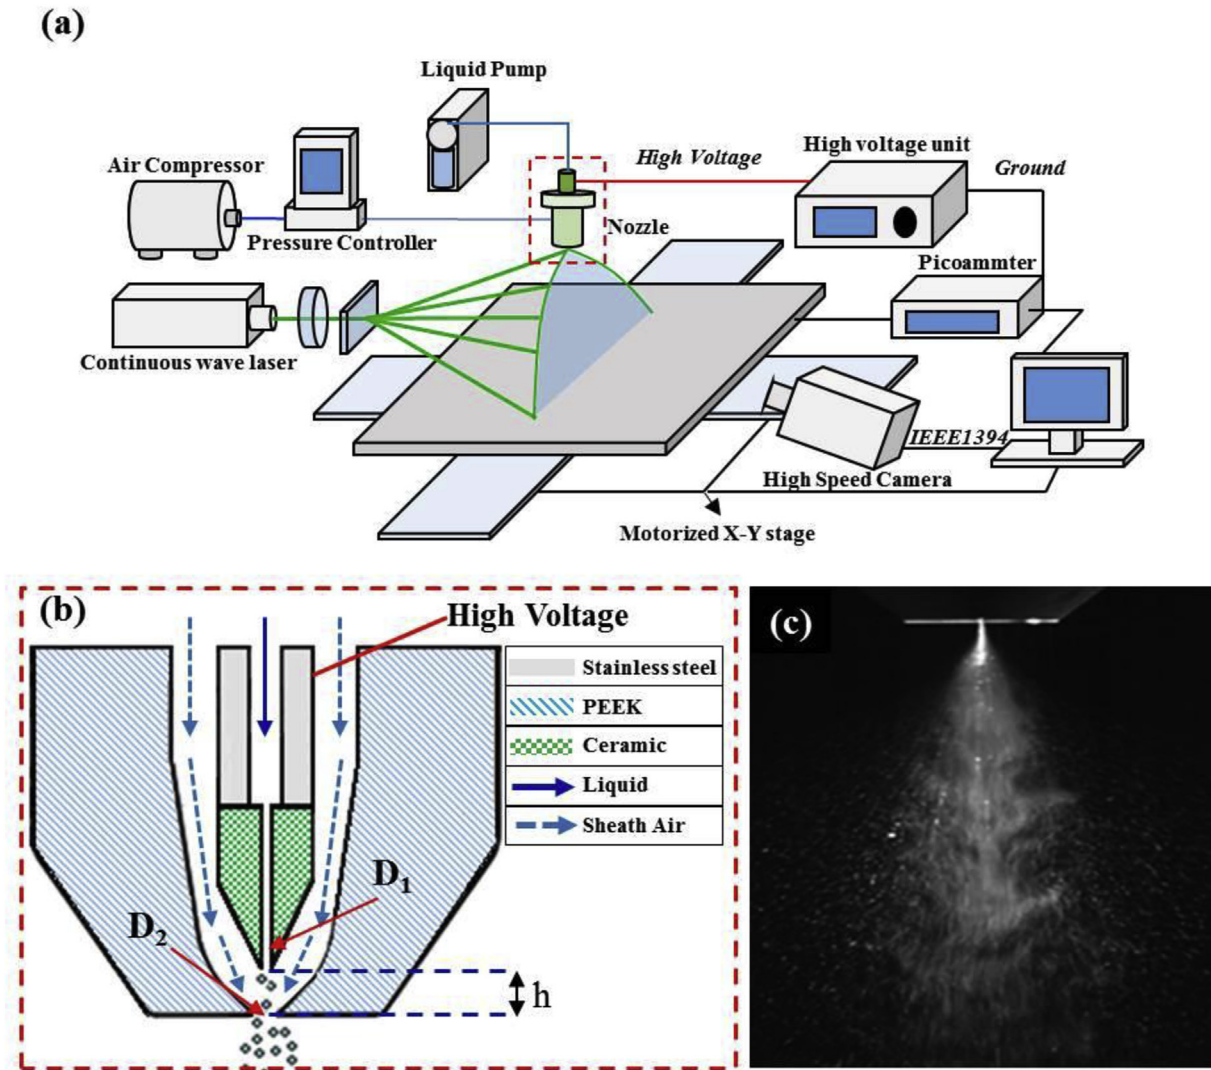 (a)
Liquid Pump
High voltage unit
High Voltage
Ground
Air Compressor
Nozzle
Pressure Controller
Picoammter
Continuous wave laser
IEEE1394
High Speed Camera
Motorized X-Y stage
(b)
High Voltage
Stainless steel
PEEK
Ceramic
Liquid
Sheath Air
D1
D2
h
(c)